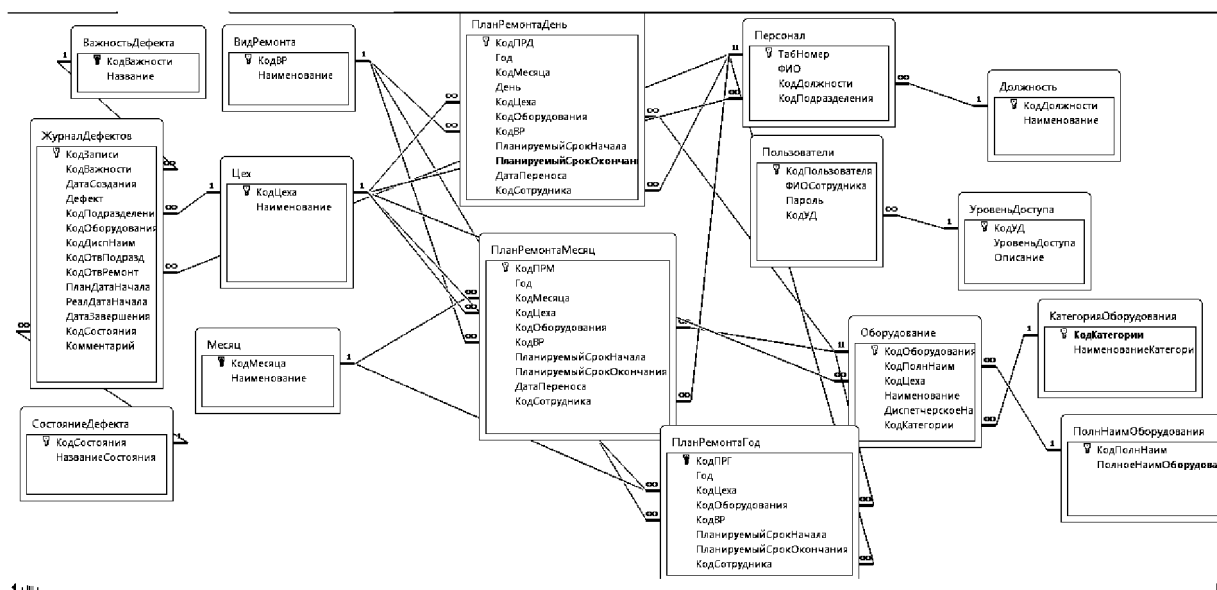 ВажностьДефекта
КодВажности
Название
ВидРемонта
КодВР
Наименование
ПланРемонтаДень
КодПРД
Год
КодМесяца
День
КодЦеха
КодОборудования
КодВР
ПланируемыйСрокНачала
ПланируемыйСрокОкончан
ДатаПереноса
КодСотрудника
Персонал
ТабНомер
ФИО
КодДолжности
КодПодразделения
Должность
КодДолжности
Наименование
ЖурналДефектов
КодЗаписи
КодВажности
ДатаСоздания
Дефект
КодПодразделени
КодОборудования
КодДиспНаим
КодОтвПодразд
КодОтвРемонт
ПланДатаНачала
РеалДатаНачала
ДатаЗавершения
КодСостояния
Комментарий
Цех
КодЦеха
Наименование
Пользователи
КодПользователя
ФИОСотрудника
Пароль
КодУД
УровеньДоступа
КодУД
УровеньДоступа
Описание
ПланРемонтаМесяц
КодПРМ
Год
КодМесяца
КодЦеха
КодОборудования
КодВР
ПланируемыйСрокНачала
ПланируемыйСрокОкончания
ДатаПереноса
КодСотрудника
Месяц
КодМесяца
Наименование
Оборудование
КодОборудования
КодПолнНаим
КодЦеха
Наименование
ДиспетчерскоеНа
КодКатегории
КатегорияОборудования
КодКатегории
НаименованиеКатегори
СостояниеДефекта
КодСостояния
НазваниеСостояния
ПланРемонтаГод
КодПРГ
Год
КодЦеха
КодОборудования
КодВР
ПланируемыйСрокНачала
ПланируемыйСрокОкончания
КодСотрудника
ПолнНаимОборудования
КодПолнНаим
ПолноеНаимОборудова